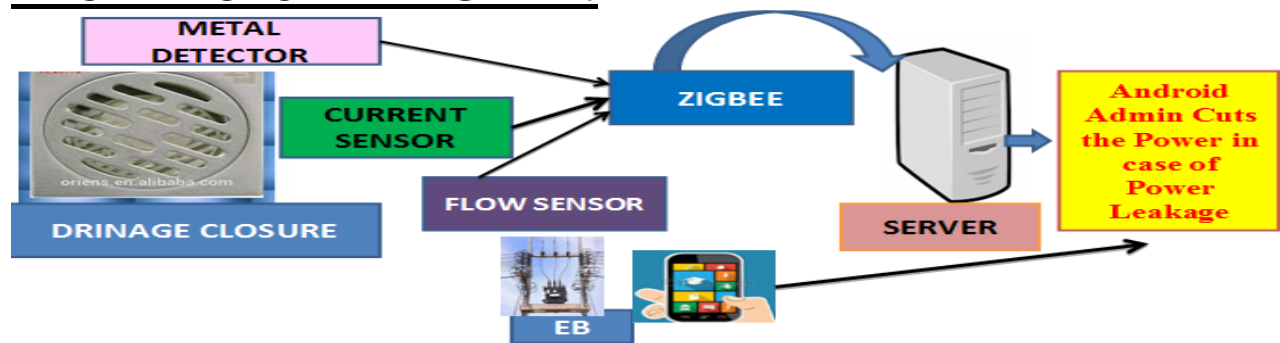 METAL
DETECTOR
CURRENT
SENSOR
ZIGBEE
Android
Admin Cuts
the Power in
case of
Power
Leakage
oriens.en.alibaba.com
FLOW SENSOR
DRINAGE CLOSURE
SERVER
EB